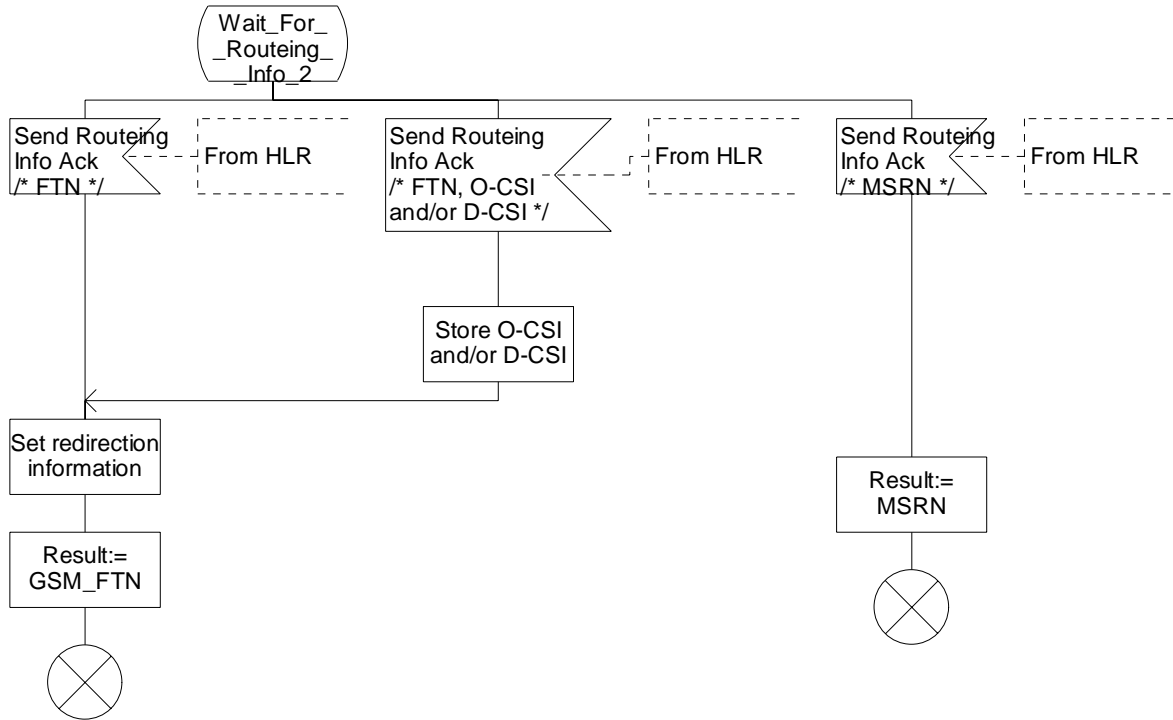 Wait_For_
_Routeing_
_Info_2
Send Routeing
Info Ack
/* FTN */
From HLR
Send Routeing
Info Ack
/* FTN, O-CSI
and/or D-CSI */
From HLR
Send Routeing
Info Ack
/* MSRN */
From HLR
Store O-CSI
and/or D-CSI
Set redirection
information
Result:=
MSRN
Result:=
GSM_FTN